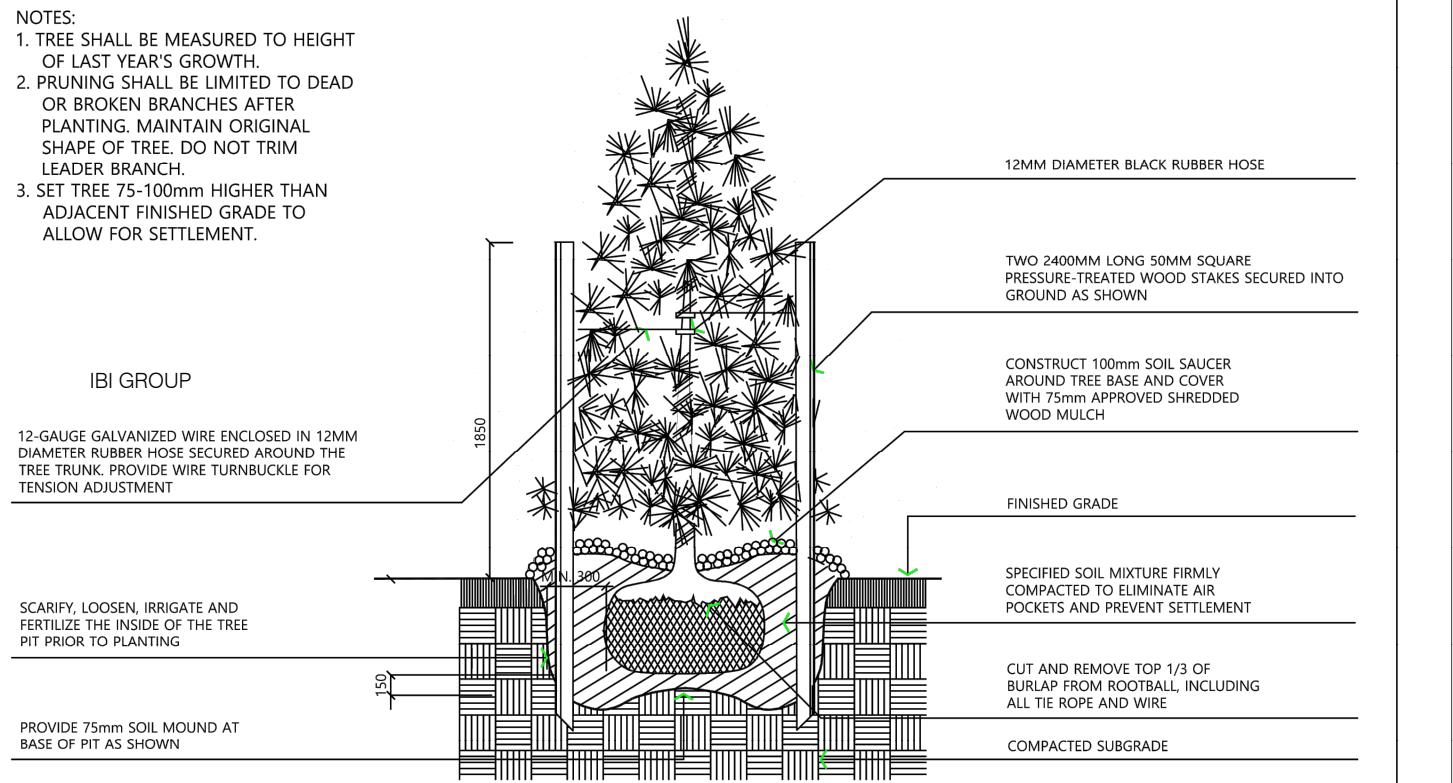 NOTES:
1. TREE SHALL BE MEASURED TO HEIGHT
OF LAST YEAR'S GROWTH.
2. PRUNING SHALL BE LIMITED TO DEAD
OR BROKEN BRANCHES AFTER
PLANTING. MAINTAIN ORIGINAL
SHAPE OF TREE. DO NOT TRIM
LEADER BRANCH.
3. SET TREE 75-100mm HIGHER THAN
ADJACENT FINISHED GRADE TO
ALLOW FOR SETTLEMENT.
IBI GROUP
12-GAUGE GALVANIZED WIRE ENCLOSED IN 12MM
DIAMETER RUBBER HOSE SECURED AROUND THE
TREE TRUNK. PROVIDE WIRE TURNBUCKLE FOR
TENSION ADJUSTMENT
SCARIFY, LOOSEN, IRRIGATE AND
FERTILIZE THE INSIDE OF THE TREE
PIT PRIOR TO PLANTING
PROVIDE 75mm SOIL MOUND AT
BASE OF PIT AS SHOWN
1850
150
MIN. 300
12MM DIAMETER BLACK RUBBER HOSE
TWO 2400MM LONG 50MM SQUARE
PRESSURE-TREATED WOOD STAKES SECURED INTO
GROUND AS SHOWN
CONSTRUCT 100mm SOIL SAUCER
AROUND TREE BASE AND COVER
WITH 75mm APPROVED SHREDDED
WOOD MULCH
FINISHED GRADE
SPECIFIED SOIL MIXTURE FIRMLY
COMPACTED TO ELIMINATE AIR
POCKETS AND PREVENT SETTLEMENT
CUT AND REMOVE TOP 1/3 OF
BURLAP FROM ROOTBALL, INCLUDING
ALL TIE ROPE AND WIRE
COMPACTED SUBGRADE